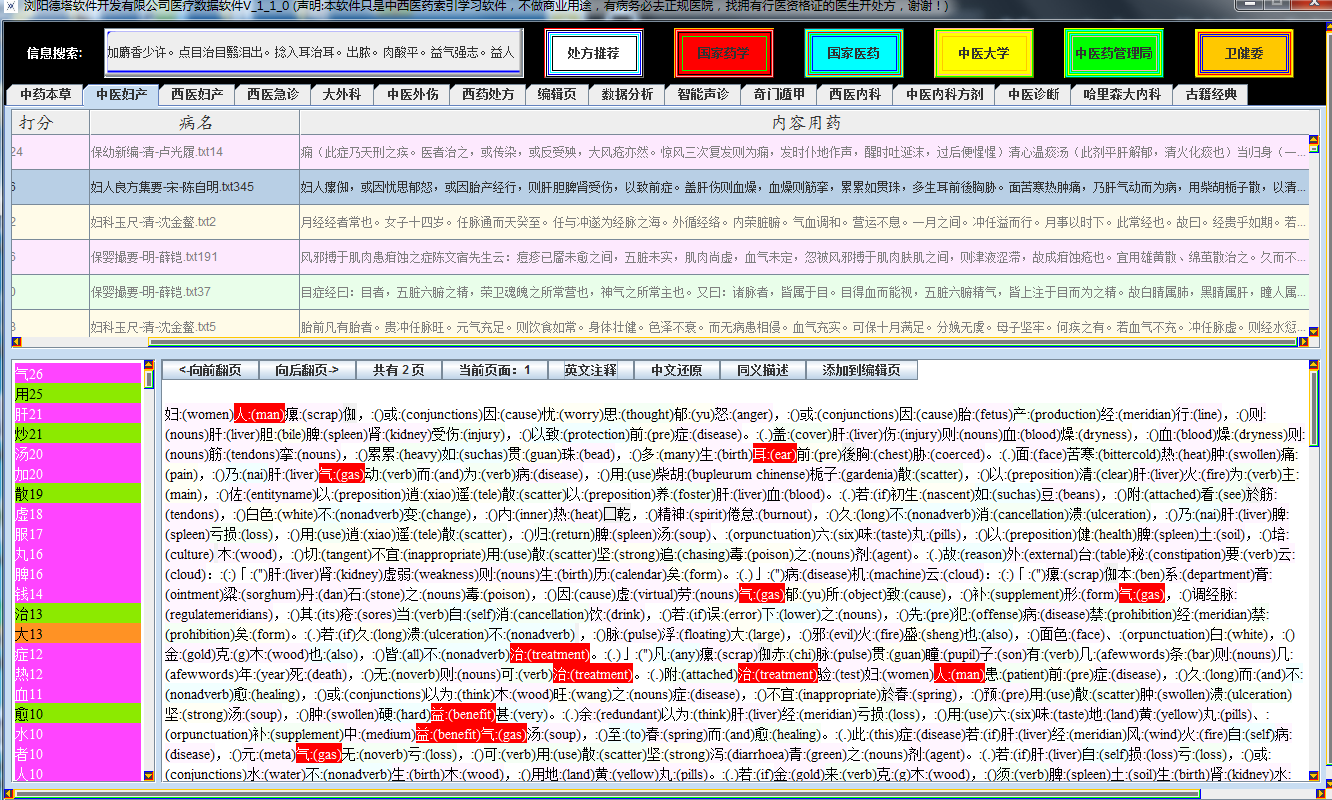 浏阳德塔软件开发有限公司医疗数据软件V_1_1_0 (声明:本软件只是中西医药索引学习软件，不做商业用途，有病务必去正规医院，找拥有行医资格证的医生开处方，谢谢！)
信息搜索:
加麝香少许。点目治目翳泪出。捻入耳治耳。出脓。肉酸平。益气强志。益人
处方推荐 国家药学 国家医药 中医大学 中医药管理局 卫健委
中药本草 中医妇产 西医妇产 西医急诊 大外科 中医外伤 西药处方 编辑页 数据分析 智能声诊 奇门遁甲 西医内科 中医内科方剂 中医诊断 哈里森大内科 古籍经典
打分 病名 内容用药
24 保幼新编-清-卢光履.txt14 痫（此症乃天刑之疾。医者治之，或传染，或反受殃，大风疮亦然。惊风三次复发则为痫，发时仆地作声，醒时吐涎沫，过后便惺惺）清心温痰汤（此剂平肝解郁，清火化痰也）当归身（一...
6 妇人良方集要-宋-陈自明.txt345 妇人瘰㑋，或因忧思郁怒，或因胎产经行，则肝胆脾肾受伤，以致前症。盖肝伤则血燥，血燥则筋挛，累累如贯珠，多生耳前後胸胁。面苦寒热肿痛，乃肝气动而为病，用柴胡栀子散，以清...
2 妇科玉尺-清-沈金鳌.txt2 月经经者常也。女子十四岁。任脉通而天癸至。任与冲遂为经脉之海。外循经络。内荣脏腑。气血调和。营运不息。一月之间。冲任溢而行。月事以时下。此常经也。故曰。经贵乎如期。若...
6 保婴撮要-明-薛铠.txt191 风邪搏于肌肉患疳蚀之症陈文宿先生云：痘疹已靥未愈之间，五脏未实，肌肉尚虚，血气未定，忽被风邪搏于肌肉肤肌之间，则津液涩滞，故成疳蚀疮也。宜用雄黄散、绵茧散治之。久而不...
0 保婴撮要-明-薛铠.txt37 目症经曰：目者，五脏六腑之精，荣卫魂魄之所常营也，神气之所常主也。又曰：诸脉者，皆属于目。目得血而能视，五脏六腑精气，皆上注于目而为之精。故白睛属肺，黑睛属肝，瞳人属...
3 妇科玉尺-清-沈金鳌.txt5 胎前凡有胎者。贵冲任脉旺。元气充足。则饮食如常。身体壮健。色泽不衰。而无病患相侵。血气充实。可保十月满足。分娩无虞。母子坚牢。何疾之有。若血气不充。冲任脉虚。则经水愆...
气26
用25
肝21
炒21
汤20
加20
散19
虚18
服17
丸16
脾16
钱14
治13
大13
症12
热12
血11
愈10
水10
者10
人10
<-向前翻页 向后翻页-> 共有 2 页 当前页面: 1 英文注释 中文还原 同义描述 添加到编辑页
妇:(women)人:(man)瘰:(scrap)㑋，:()或:(conjunctions)因:(cause)忧:(worry)思:(thought)郁:(yu)怒:(anger)，:()或:(conjunctions)因:(cause)胎:(fetus)产:(production)经:(meridian)行:(line)，:()则:
(nouns)肝:(liver)胆:(bile)脾:(spleen)肾:(kidney)受伤:(injury)，:()以致:(protection)前:(pre)症:(disease)。:(.)盖:(cover)肝:(liver)伤:(injury)则:(nouns)血:(blood)燥:(dryness)，:()血:(blood)燥:(dryness)则:
(nouns)筋:(tendons)挛:(nouns)，:()累累:(heavy)如:(suchas)贯:(guan)珠:(bead)，:()多:(many)生:(birth)耳:(ear)前:(pre)後胸:(chest)胁:(coerced)。:(.)面:(face)苦寒:(bittercold)热:(heat)肿:(swollen)痛:
(pain)，:()乃:(nai)肝:(liver)气:(gas)动:(verb)而:(and)为:(verb)病:(disease)，:()用:(use)柴胡:(bupleurum chinese)栀子:(gardenia)散:(scatter)，:()以:(preposition)清:(clear)肝:(liver)火:(fire)为:(verb)主:
(main)，:()佐:(entityname)以:(preposition)逍:(xiao)遥:(tele)散:(scatter)以:(preposition)养:(foster)肝:(liver)血:(blood)。:(.)若:(if)初生:(nascent)如:(suchas)豆:(beans)，:()附:(attached)着:(see)於筋:
(tendons)，:()白色:(white)不:(nonadverb)变:(change)，:()内:(inner)热:(heat)囗乾，:()精神:(spirit)倦怠:(burnout)，:()久:(long)不:(nonadverb)消:(cancellation)溃:(ulceration)，:()乃:(nai)肝:(liver)脾:
(spleen)亏损:(loss)，:()用:(use)逍:(xiao)遥:(tele)散:(scatter)，:()归:(return)脾:(spleen)汤:(soup)、:(orpunctuation)六:(six)味:(taste)丸:(pills)，:()以:(preposition)健:(health)脾:(spleen)土:(soil)，:()培:
(culture) 木:(wood)，:()切:(tangent)不宜:(inappropriate)用:(use)散:(scatter)坚:(strong)追:(chasing)毒:(poison)之:(nouns)剂:(agent)。:(.)故:(reason)外:(external)台:(table)秘:(constipation)要:(verb)云:
(cloud)：:(:)「:(")肝:(liver)肾:(kidney)虚弱:(weakness)则:(nouns)生:(birth)历:(calendar)矣:(form)。:(.)」:(")病:(disease)机:(machine)云:(cloud)：:(:)「:(")瘰:(scrap)㑋本:(ben)系:(department)膏:
(ointment)粱:(sorghum)丹:(dan)石:(stone)之:(nouns)毒:(poison)，:()因:(cause)虚:(virtual)劳:(nouns)气:(gas)郁:(yu)所:(object)致:(cause)，:()补:(supplement)形:(form)气:(gas)，:()调经脉:
(regulatemeridians)，:()其:(its)疮:(sores)当:(verb)自:(self)消:(cancellation)饮:(drink)，:()若:(if)误:(error)下:(lower)之:(nouns)，:()先:(pre)犯:(offense)病:(disease)禁:(prohibition)经:(meridian)禁:
(prohibition)矣:(form)。:(.)若:(if)久:(long)溃:(ulceration)不:(nonadverb) ，:()脉:(pulse)浮:(floating)大:(large)，:()邪:(evil)火:(fire)盛:(sheng)也:(also)，:()面色:(face)、:(orpunctuation)白:(white)，:()
金:(gold)克:(g)木:(wood)也:(also)，:()皆:(all)不:(nonadverb)治:(treatment)。:(.)」:(")凡:(any)瘰:(scrap)㑋赤:(chi)脉:(pulse)贯:(guan)瞳:(pupil)子:(son)有:(verb)几:(afewwords)条:(bar)则:(nouns)几:
(afewwords)年:(year)死:(death)，:()无:(noverb)则:(nouns)可:(verb)治:(treatment)。:(.)附:(attached)治:(treatment)验:(test)妇:(women)人:(man)患:(patient)前:(pre)症:(disease)，:()久:(long)而:(and)不:
(nonadverb)愈:(healing)，:()或:(conjunctions)以为:(think)木:(wood)旺:(wang)之:(nouns)症:(disease)，:()不宜:(inappropriate)於春:(spring)，:()预:(pre)用:(use)散:(scatter)肿:(swollen)溃:(ulceration)
坚:(strong)汤:(soup)，:()肿:(swollen)硬:(hard)益:(benefit)甚:(very)。:(.)余:(redundant)以为:(think)肝:(liver)经:(meridian)亏损:(loss)，:()用:(use)六:(six)味:(taste)地:(land)黄:(yellow)丸:(pills)、:
(orpunctuation)补:(supplement)中:(medium)益:(benefit)气:(gas)汤:(soup)，:()至:(to)春:(spring)而:(and)愈:(healing)。:(.)此:(this)症:(disease)若:(if)肝:(liver)经:(meridian)风:(wind)火:(fire)自:(self)病:
(disease)，:()元:(meta)气:(gas)无:(noverb)亏:(loss)，:()可:(verb)用:(use)散:(scatter)坚:(strong)泻:(diarrhoea)青:(green)之:(nouns)剂:(agent)。:(.)若:(if)肝:(liver)自:(self)损:(loss)亏:(loss)，:()或:
(conjunctions)水:(water)不:(nonadverb)生:(birth)木:(wood)，:()用地:(land)黄:(yellow)丸:(pills)。:(.)若:(if)金:(gold)来:(verb)克:(g)木:(wood)，:()须:(verb)脾:(spleen)土:(soil)生:(birth)肾:(kidney)水: